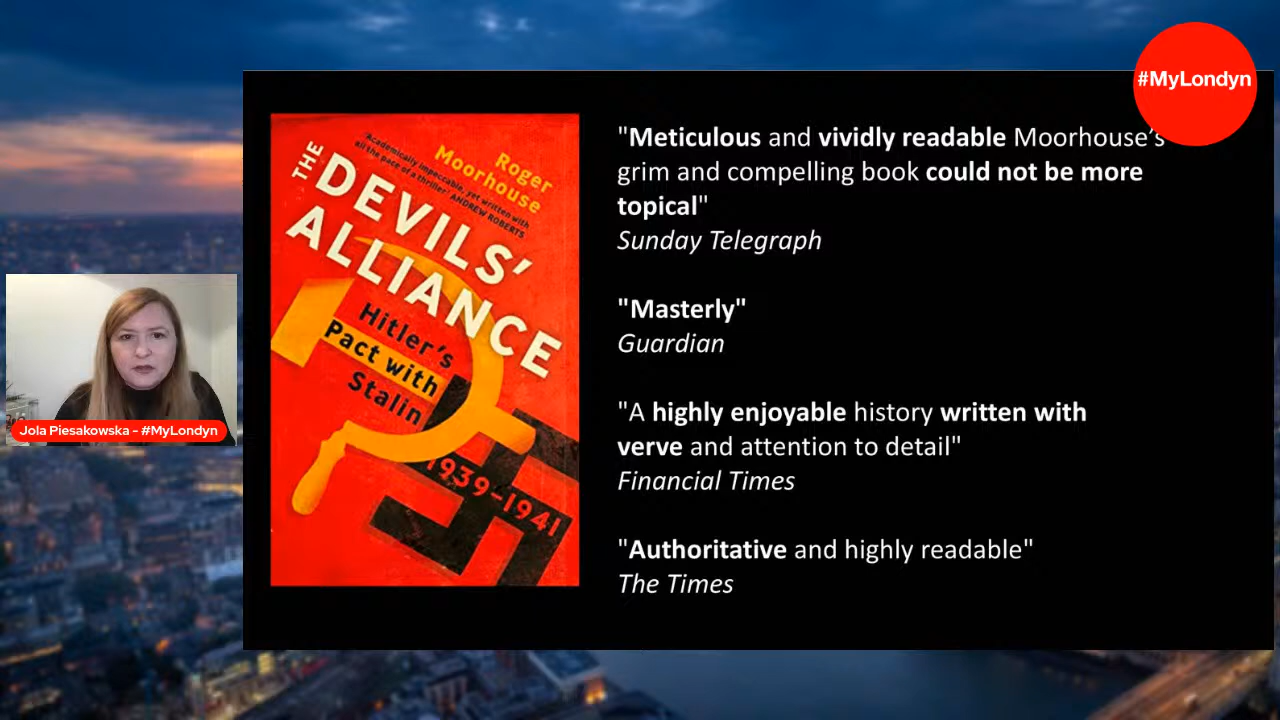 #MyLondyn
"Meticulous and vividly readable Moorhouse's
grim and compelling book could not be more
topical"
Sunday Telegraph
"Masterly"
Guardian
"A highly enjoyable history written with
verve and attention to detail"
Financial Times
"Authoritative and highly readable"
The Times
'Academically impeccable, yet written with
all the pace of a thriller' ANDREW ROBERTS
Roger
Moorhouse
THE
DEVILS'
ALLIANCE
Hitler's
Pact with
Stalin
1939–1941
Jola Piesakowska - #MyLondyn